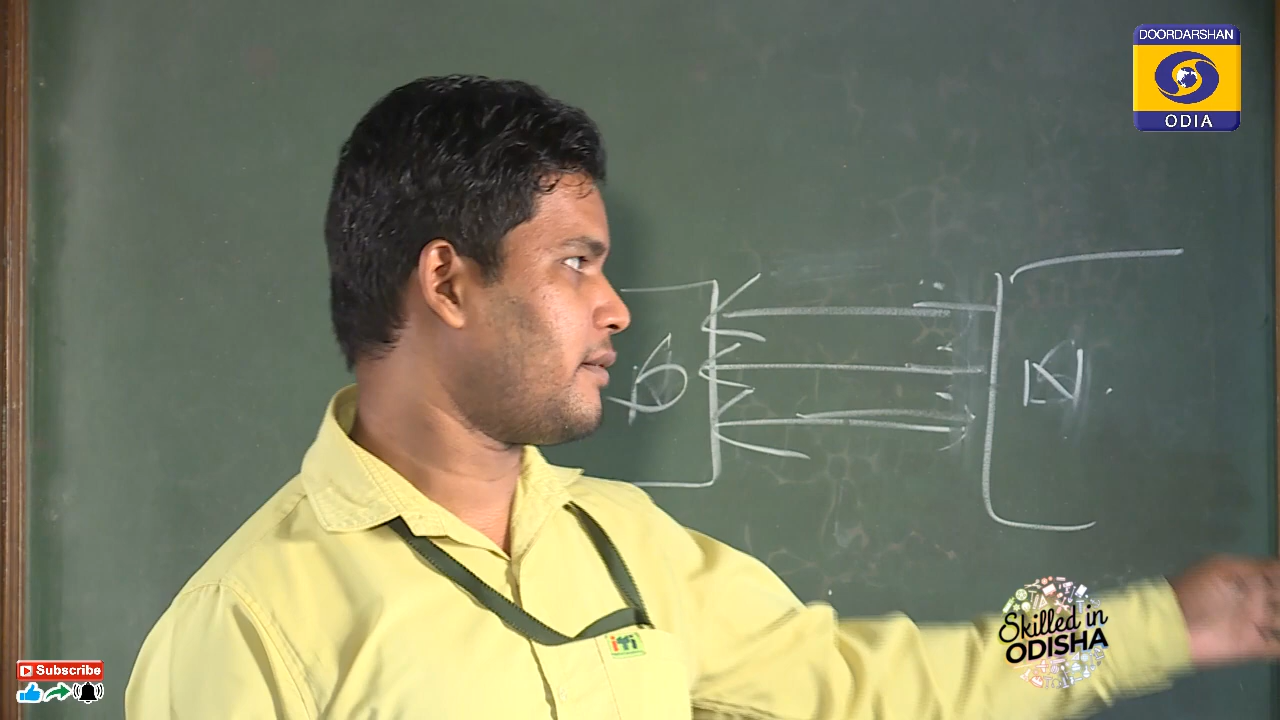 DOORDARSHAN
ODIA
S
N
Skilled in
ODISHA
Subscribe
iti